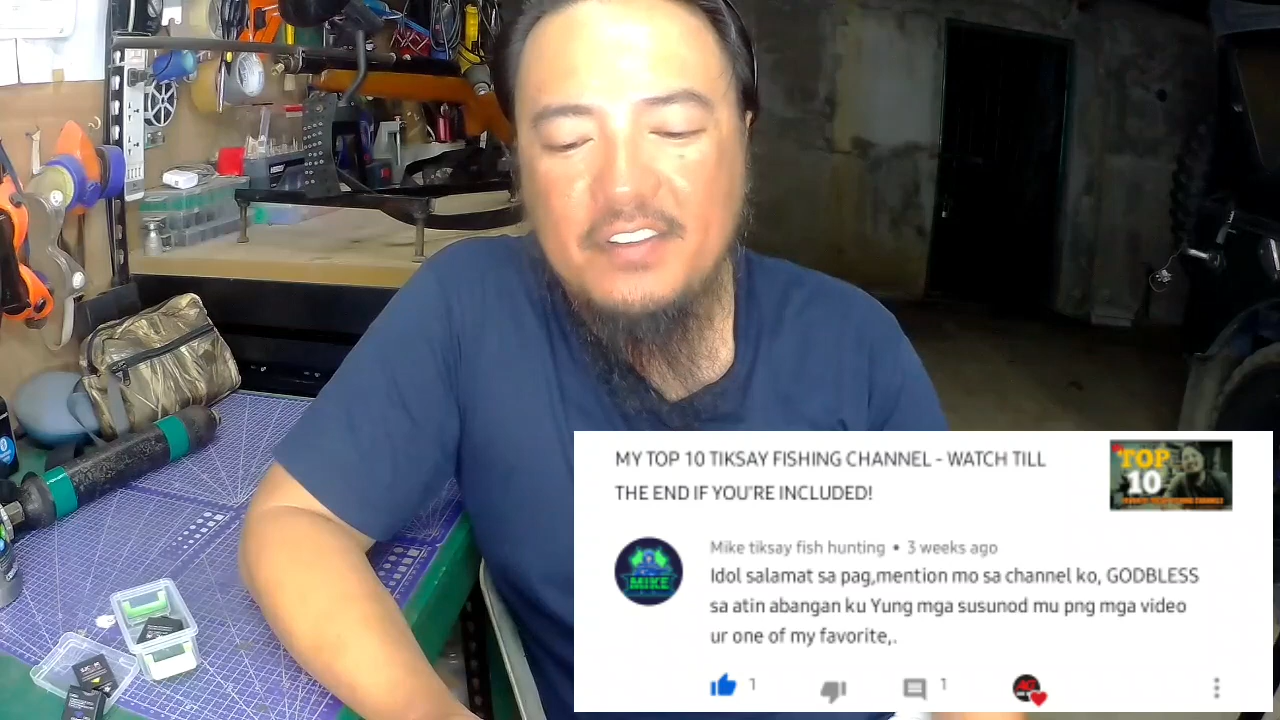 MY TOP 10 TIKSAY FISHING CHANNEL - WATCH TILL
THE END IF YOU'RE INCLUDED!
TOP
10
Mike tiksay fish hunting • 3 weeks ago
MIKE
Idol salamat sa pag,mention mo sa channel ko, GODBLESS
sa atin abangan ku Yung mga susunod mu png mga video
ur one of my favorite,.
1
1